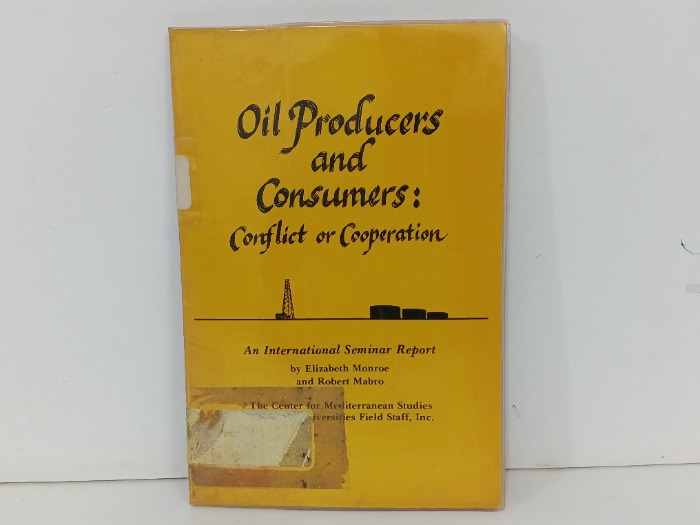 Oil Producers
and
Consumers:
Conflict or Cooperation
An International Seminar Report
by Elizabeth Monroe
and Robert Mabro
The Center for Mediterranean Studies
Field Staff, Inc.